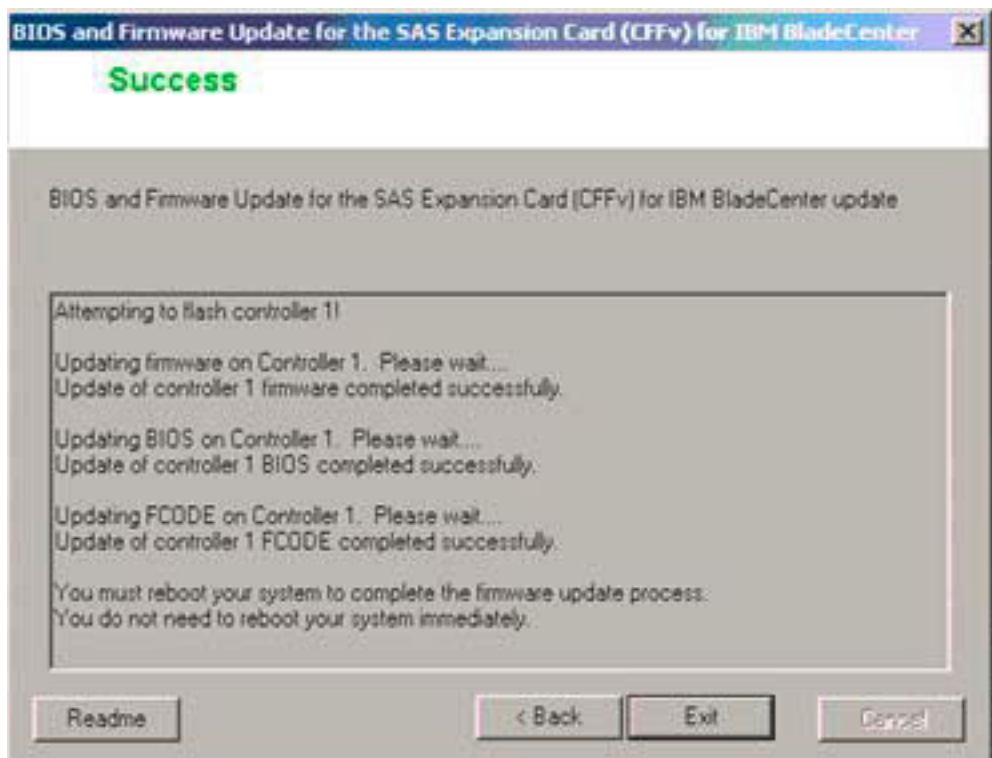 BIOS and Firmware Update for the SAS Expansion Card (CFFv) for IBM BladeCenter
Success
BIOS and Firmware Update for the SAS Expansion Card (CFFv) for IBM BladeCenter update
Attempting to flash controller 1!
Updating firmware on Controller 1. Please wait....
Update of controller 1 firmware completed successfully.
Updating BIOS on Controller 1. Please wait....
Update of controller 1 BIOS completed successfully.
Updating FCODE on Controller 1. Please wait....
Update of controller 1 FCODE completed successfully.
You must reboot your system to complete the firmware update process.
You do not need to reboot your system immediately.
Readme
< Back
Exit
Cancel